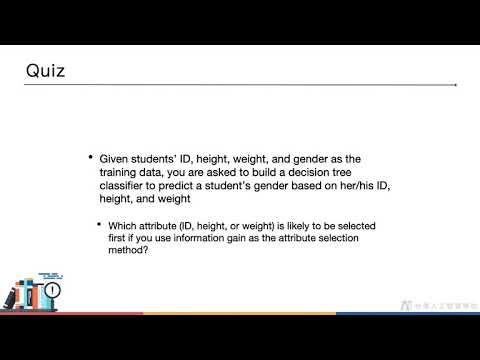 Quiz
• Given students' ID, height, weight, and gender as the
training data, you are asked to build a decision tree
classifier to predict a student's gender based on her/his ID,
height, and weight
• Which attribute (ID, height, or weight) is likely to be selected
first if you use information gain as the attribute selection
method?